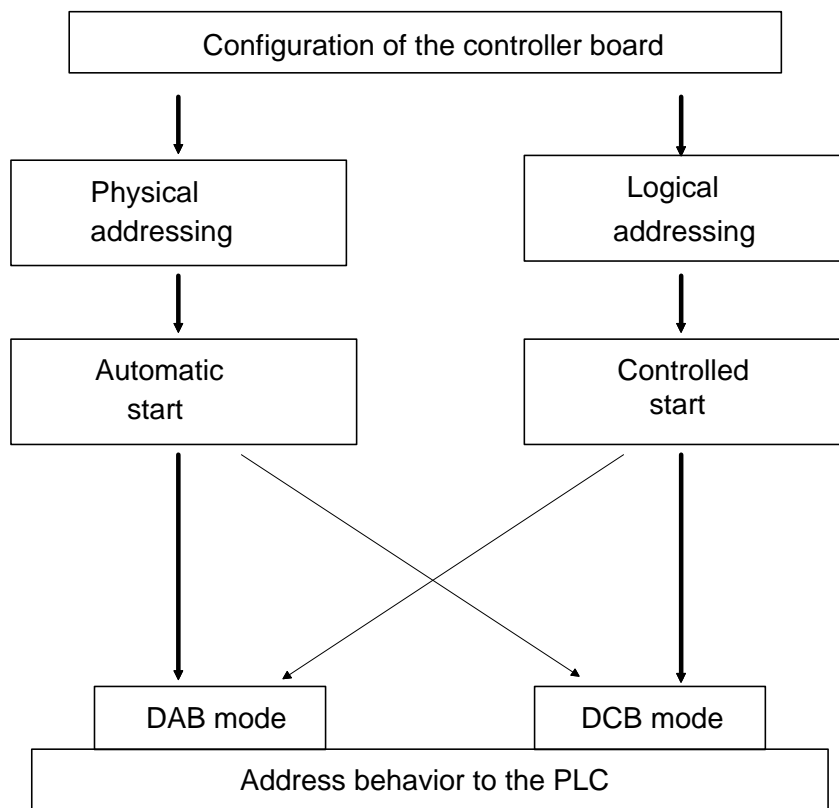 Configuration of the controller board
Physical
addressing
Logical
addressing
Automatic
start
Controlled
start
DAB mode
DCB mode
Address behavior to the PLC